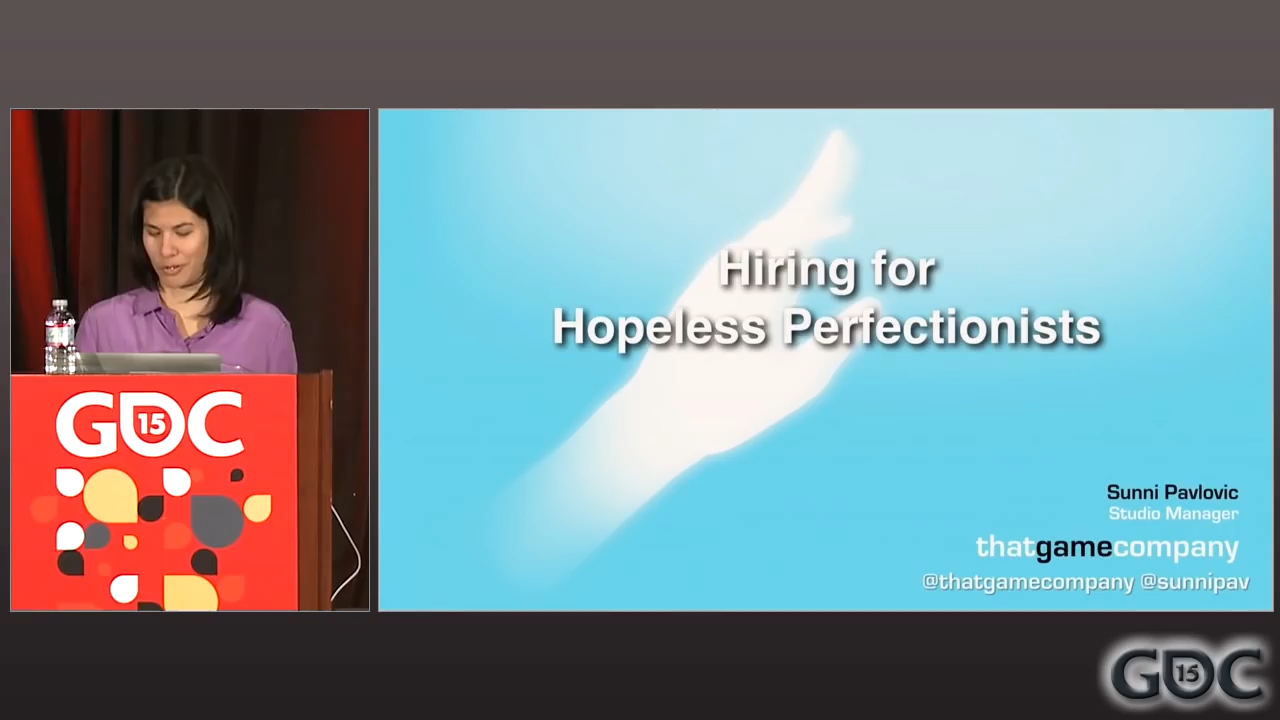 GDC
15
Hiring for
Hopeless Perfectionists
Sunni Pavlovic
Studio Manager
thatgamecompany
@thatgamecompany @sunnipav
GDC
15